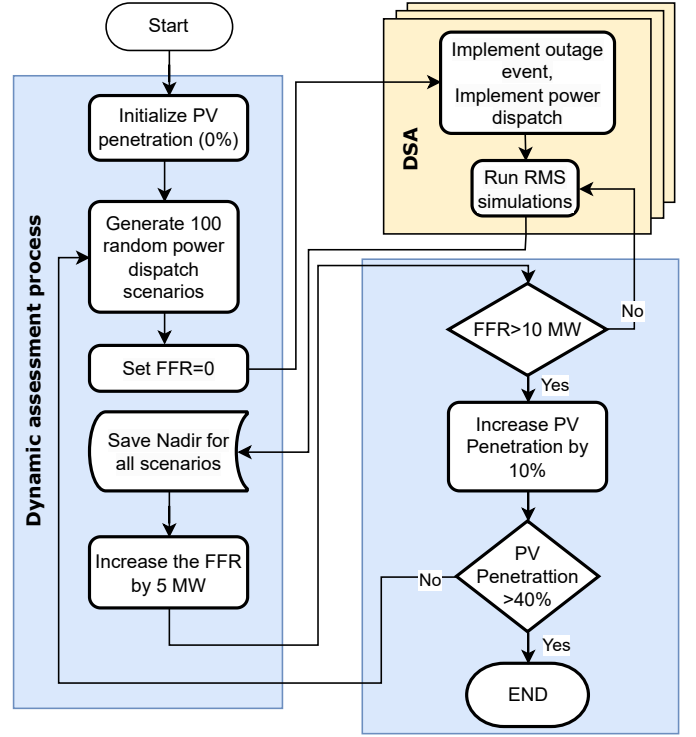 Start
Dynamic assessment process
Initialize PV
penetration (0%)
Generate 100
random power
dispatch
scenarios
Set FFR=0
Save Nadir for
all scenarios
Increase the FFR
by 5 MW
DSA
Implement outage
event,
Implement power
dispatch
Run RMS
simulations
FFR>10 MW
No
Yes
Increase PV
Penetration by
10%
PV
Penetrattion
>40%
No
Yes
END